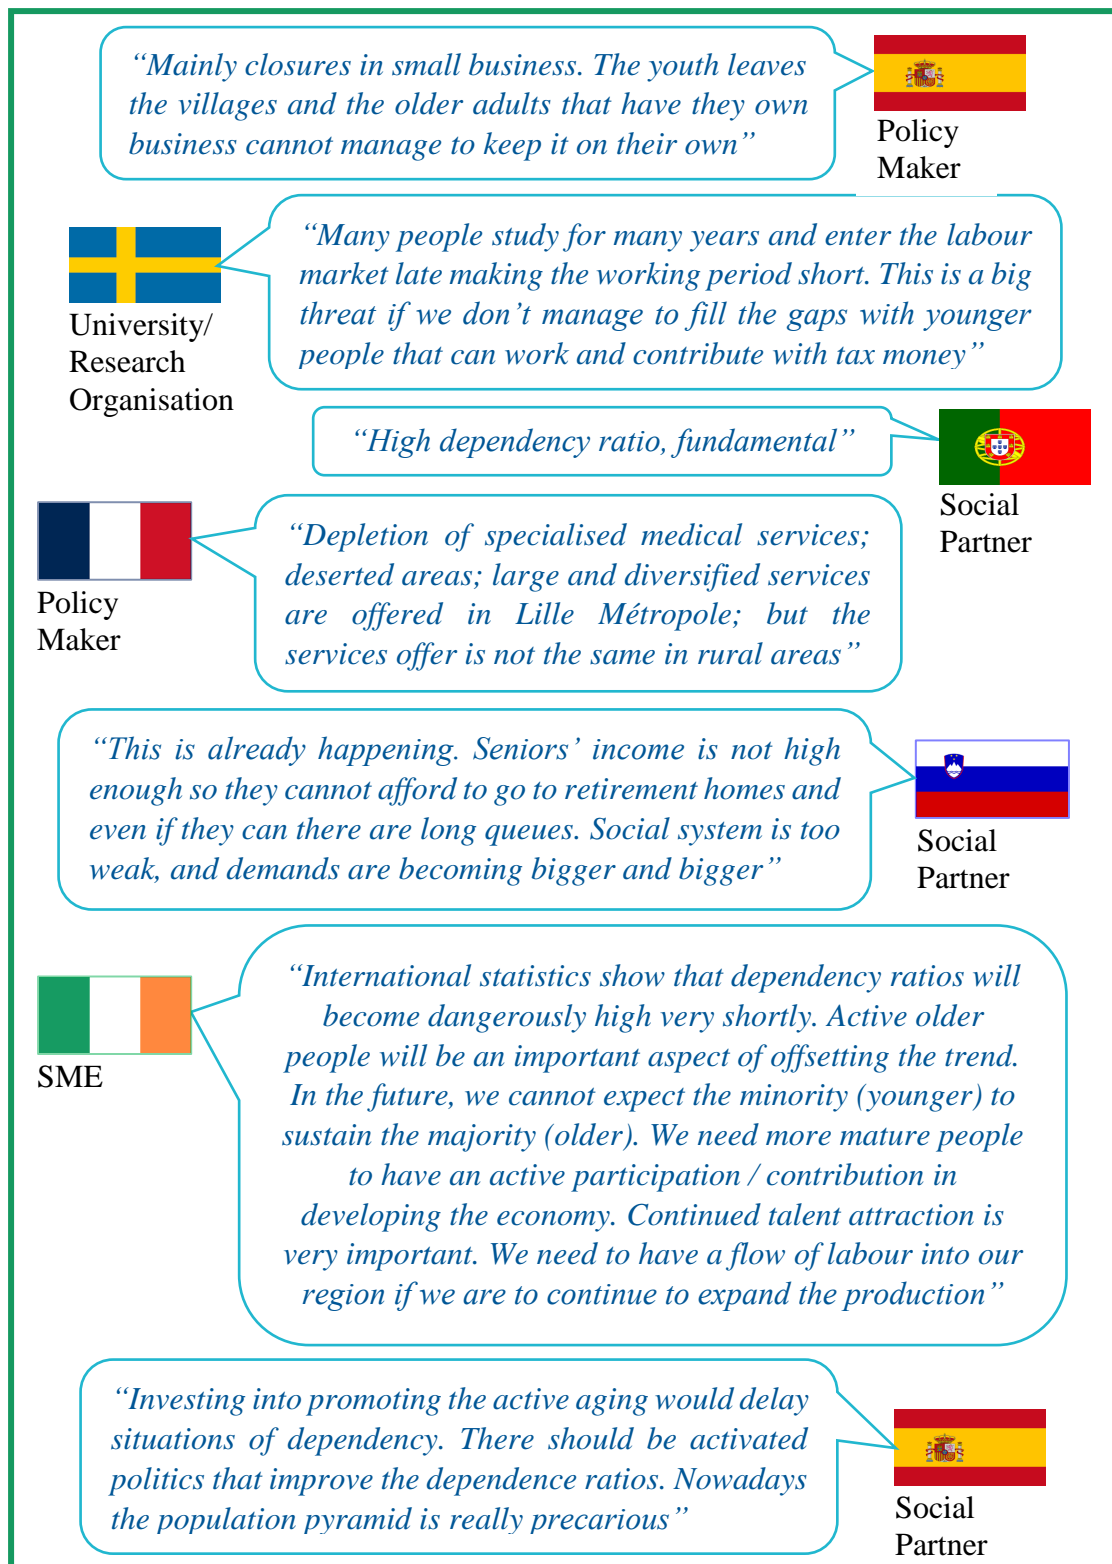 “Mainly closures in small business. The youth leaves
the villages and the older adults that have they own
business cannot manage to keep it on their own”
Policy
Maker
“Many people study for many years and enter the labour
market late making the working period short. This is a big
threat if we don’t manage to fill the gaps with younger
people that can work and contribute with tax money”
University/
Research
Organisation
“High dependency ratio, fundamental”
Social
Partner
“Depletion of specialised medical services;
deserted areas; large and diversified services
are offered in Lille Métropole; but the
services offer is not the same in rural areas”
Policy
Maker
“This is already happening. Seniors’ income is not high
enough so they cannot afford to go to retirement homes and
even if they can there are long queues. Social system is too
weak, and demands are becoming bigger and bigger”
Social
Partner
“International statistics show that dependency ratios will
become dangerously high very shortly. Active older
people will be an important aspect of offsetting the trend.
In the future, we cannot expect the minority (younger) to
sustain the majority (older). We need more mature people
to have an active participation / contribution in
developing the economy. Continued talent attraction is
very important. We need to have a flow of labour into our
region if we are to continue to expand the production”
SME
“Investing into promoting the active aging would delay
situations of dependency. There should be activated
politics that improve the dependence ratios. Nowadays
the population pyramid is really precarious”
Social
Partner